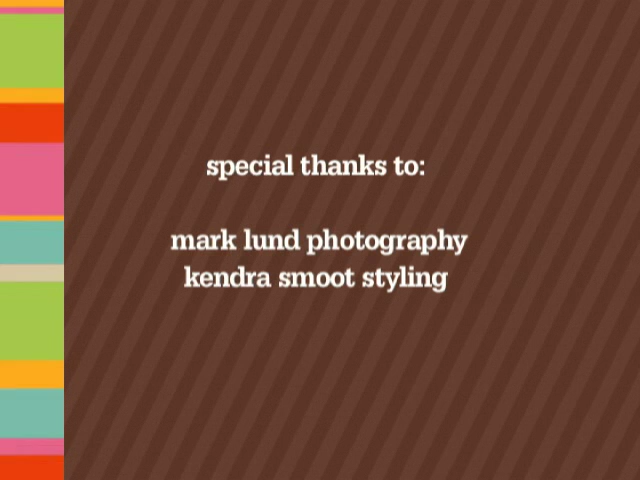 special thanks to:
mark lund photography
kendra smoot styling